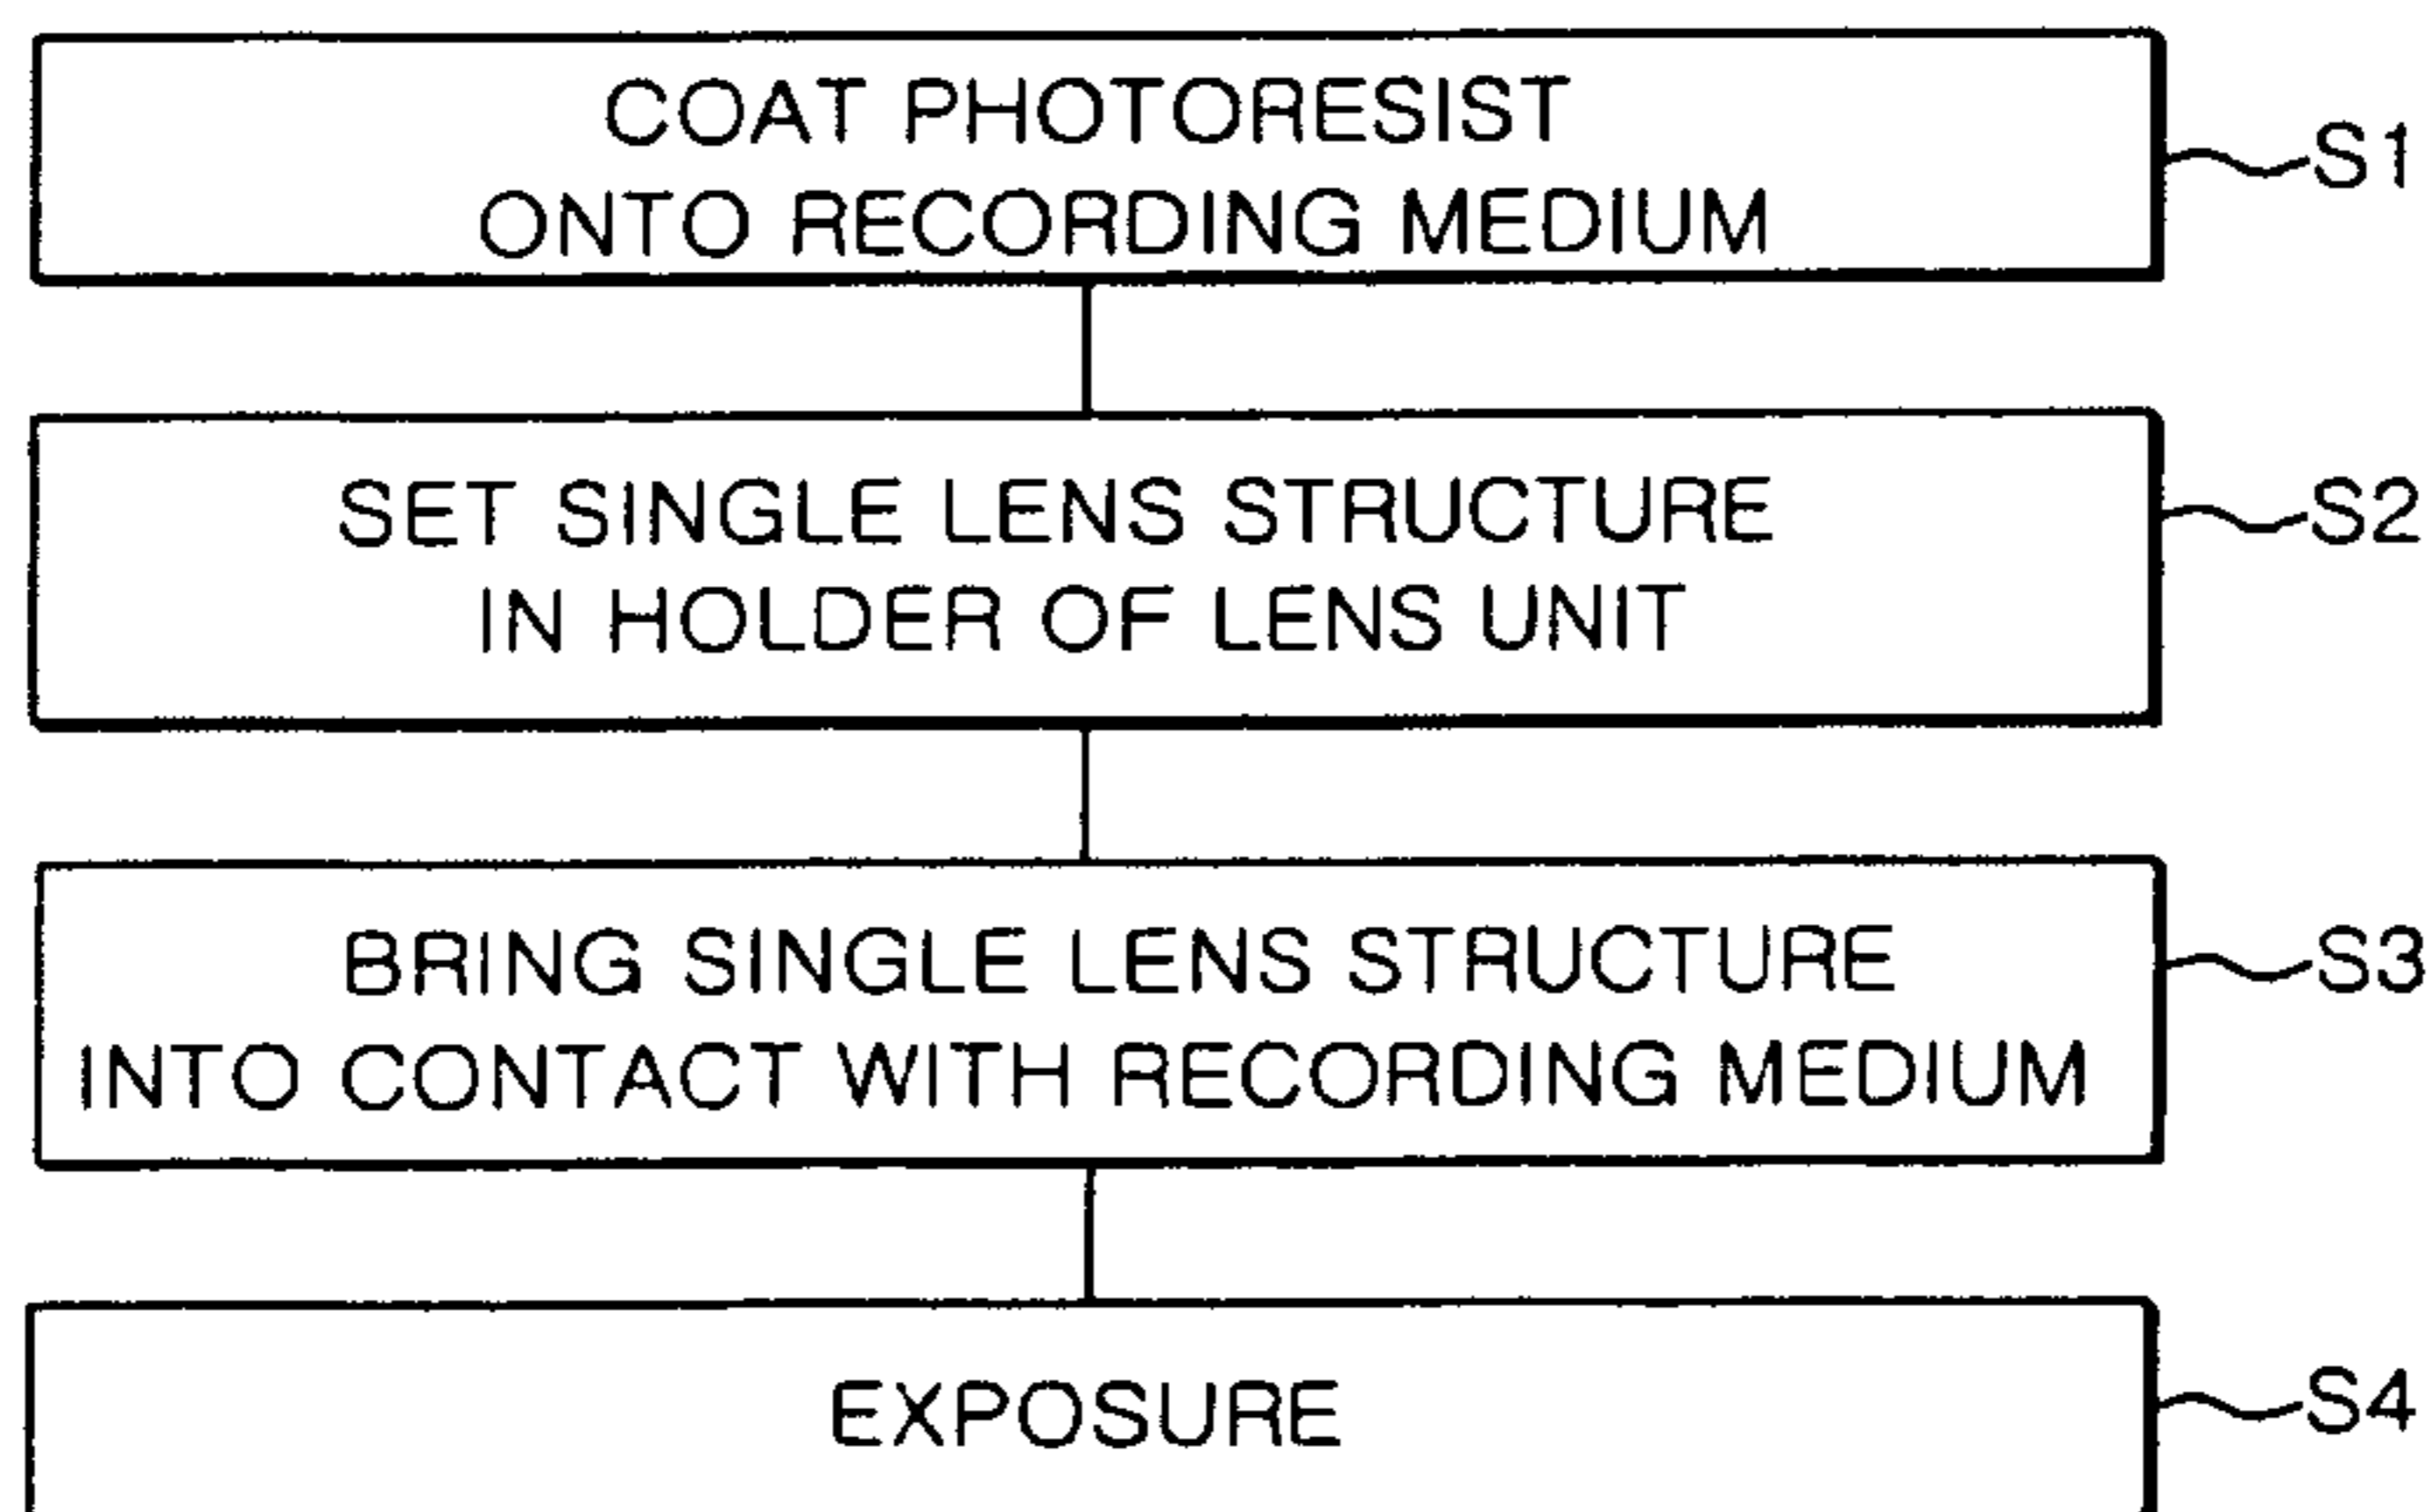 COAT PHOTORESIST
ONTO RECORDING MEDIUM
S1
SET SINGLE LENS STRUCTURE
IN HOLDER OF LENS UNIT
S2
BRING SINGLE LENS STRUCTURE
INTO CONTACT WITH RECORDING MEDIUM
S3
EXPOSURE
S4